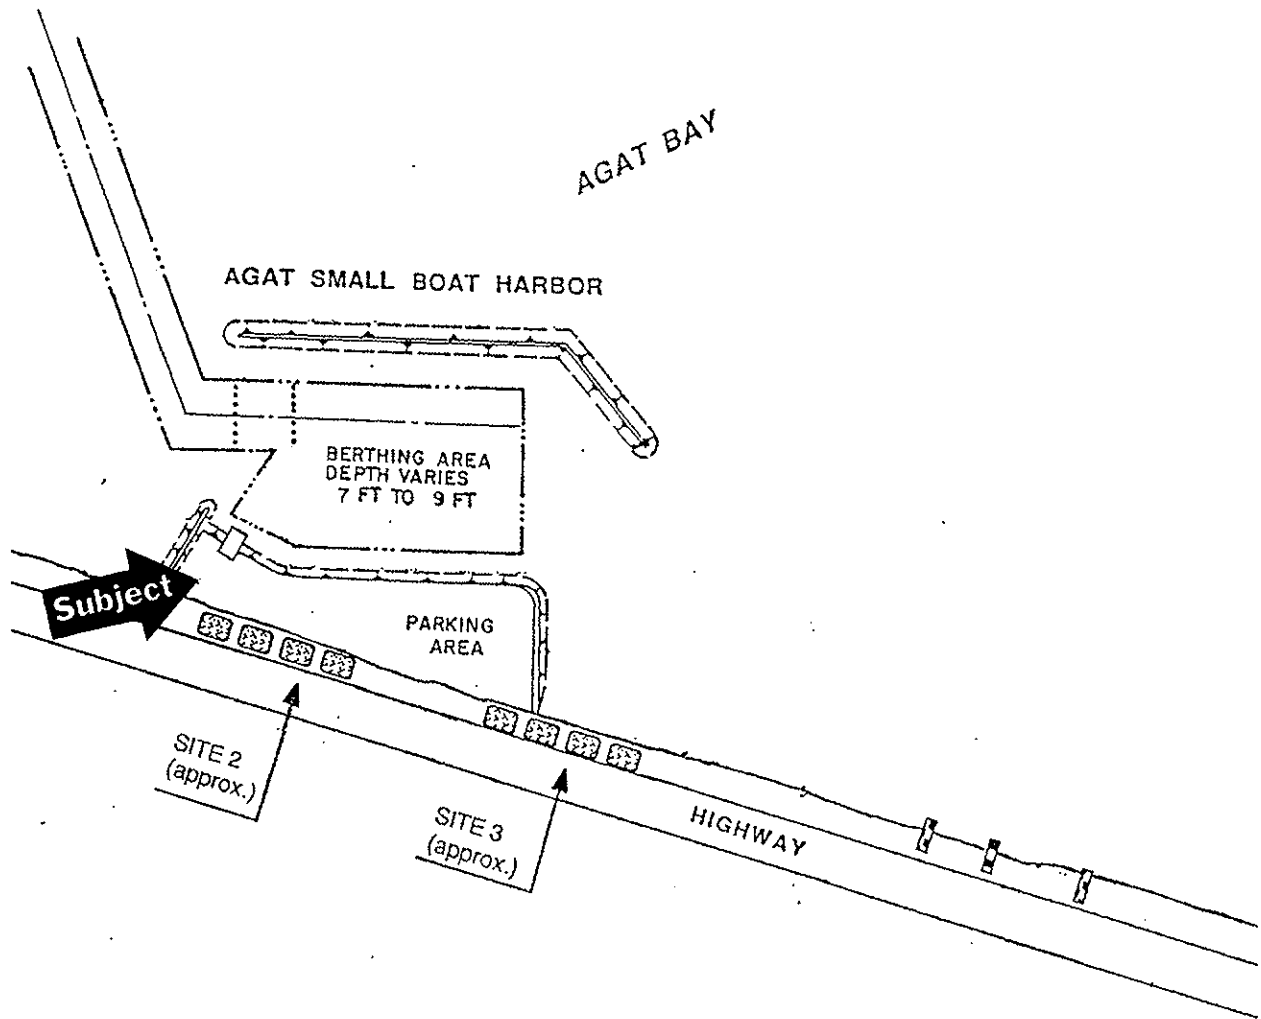 AGAT BAY
AGAT SMALL BOAT HARBOR
BERTHING AREA
DEPTH VARIES
7 FT TO 9 FT
Subject
PARKING
AREA
SITE 2
(approx.)
SITE 3
(approx.)
HIGHWAY